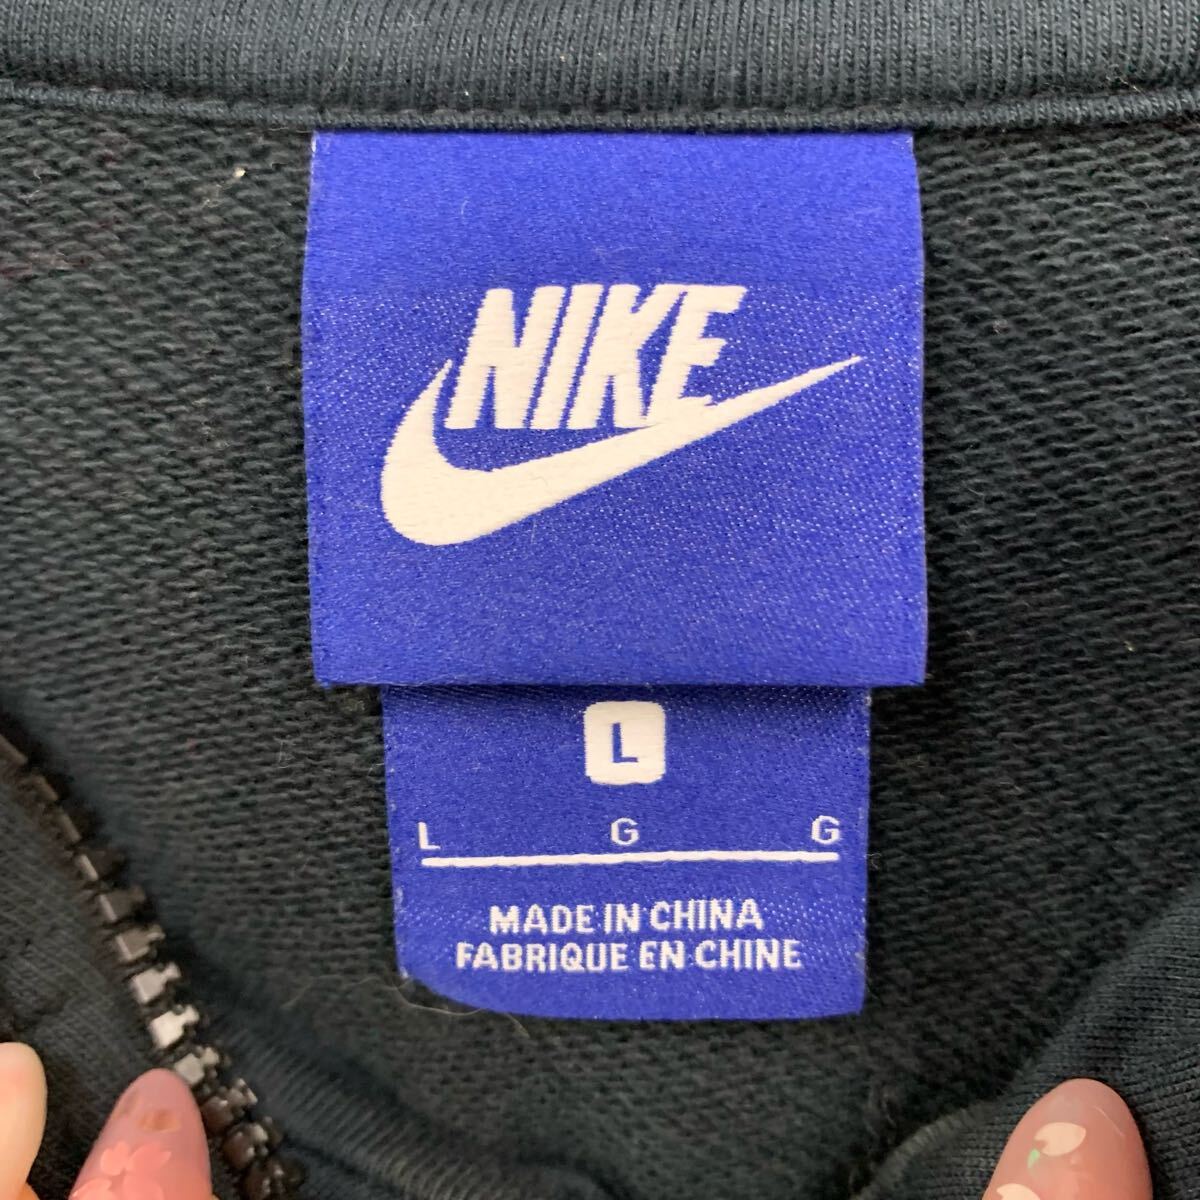 NIKE
L
L G G
MADE IN CHINA
FABRIQUE EN CHINE